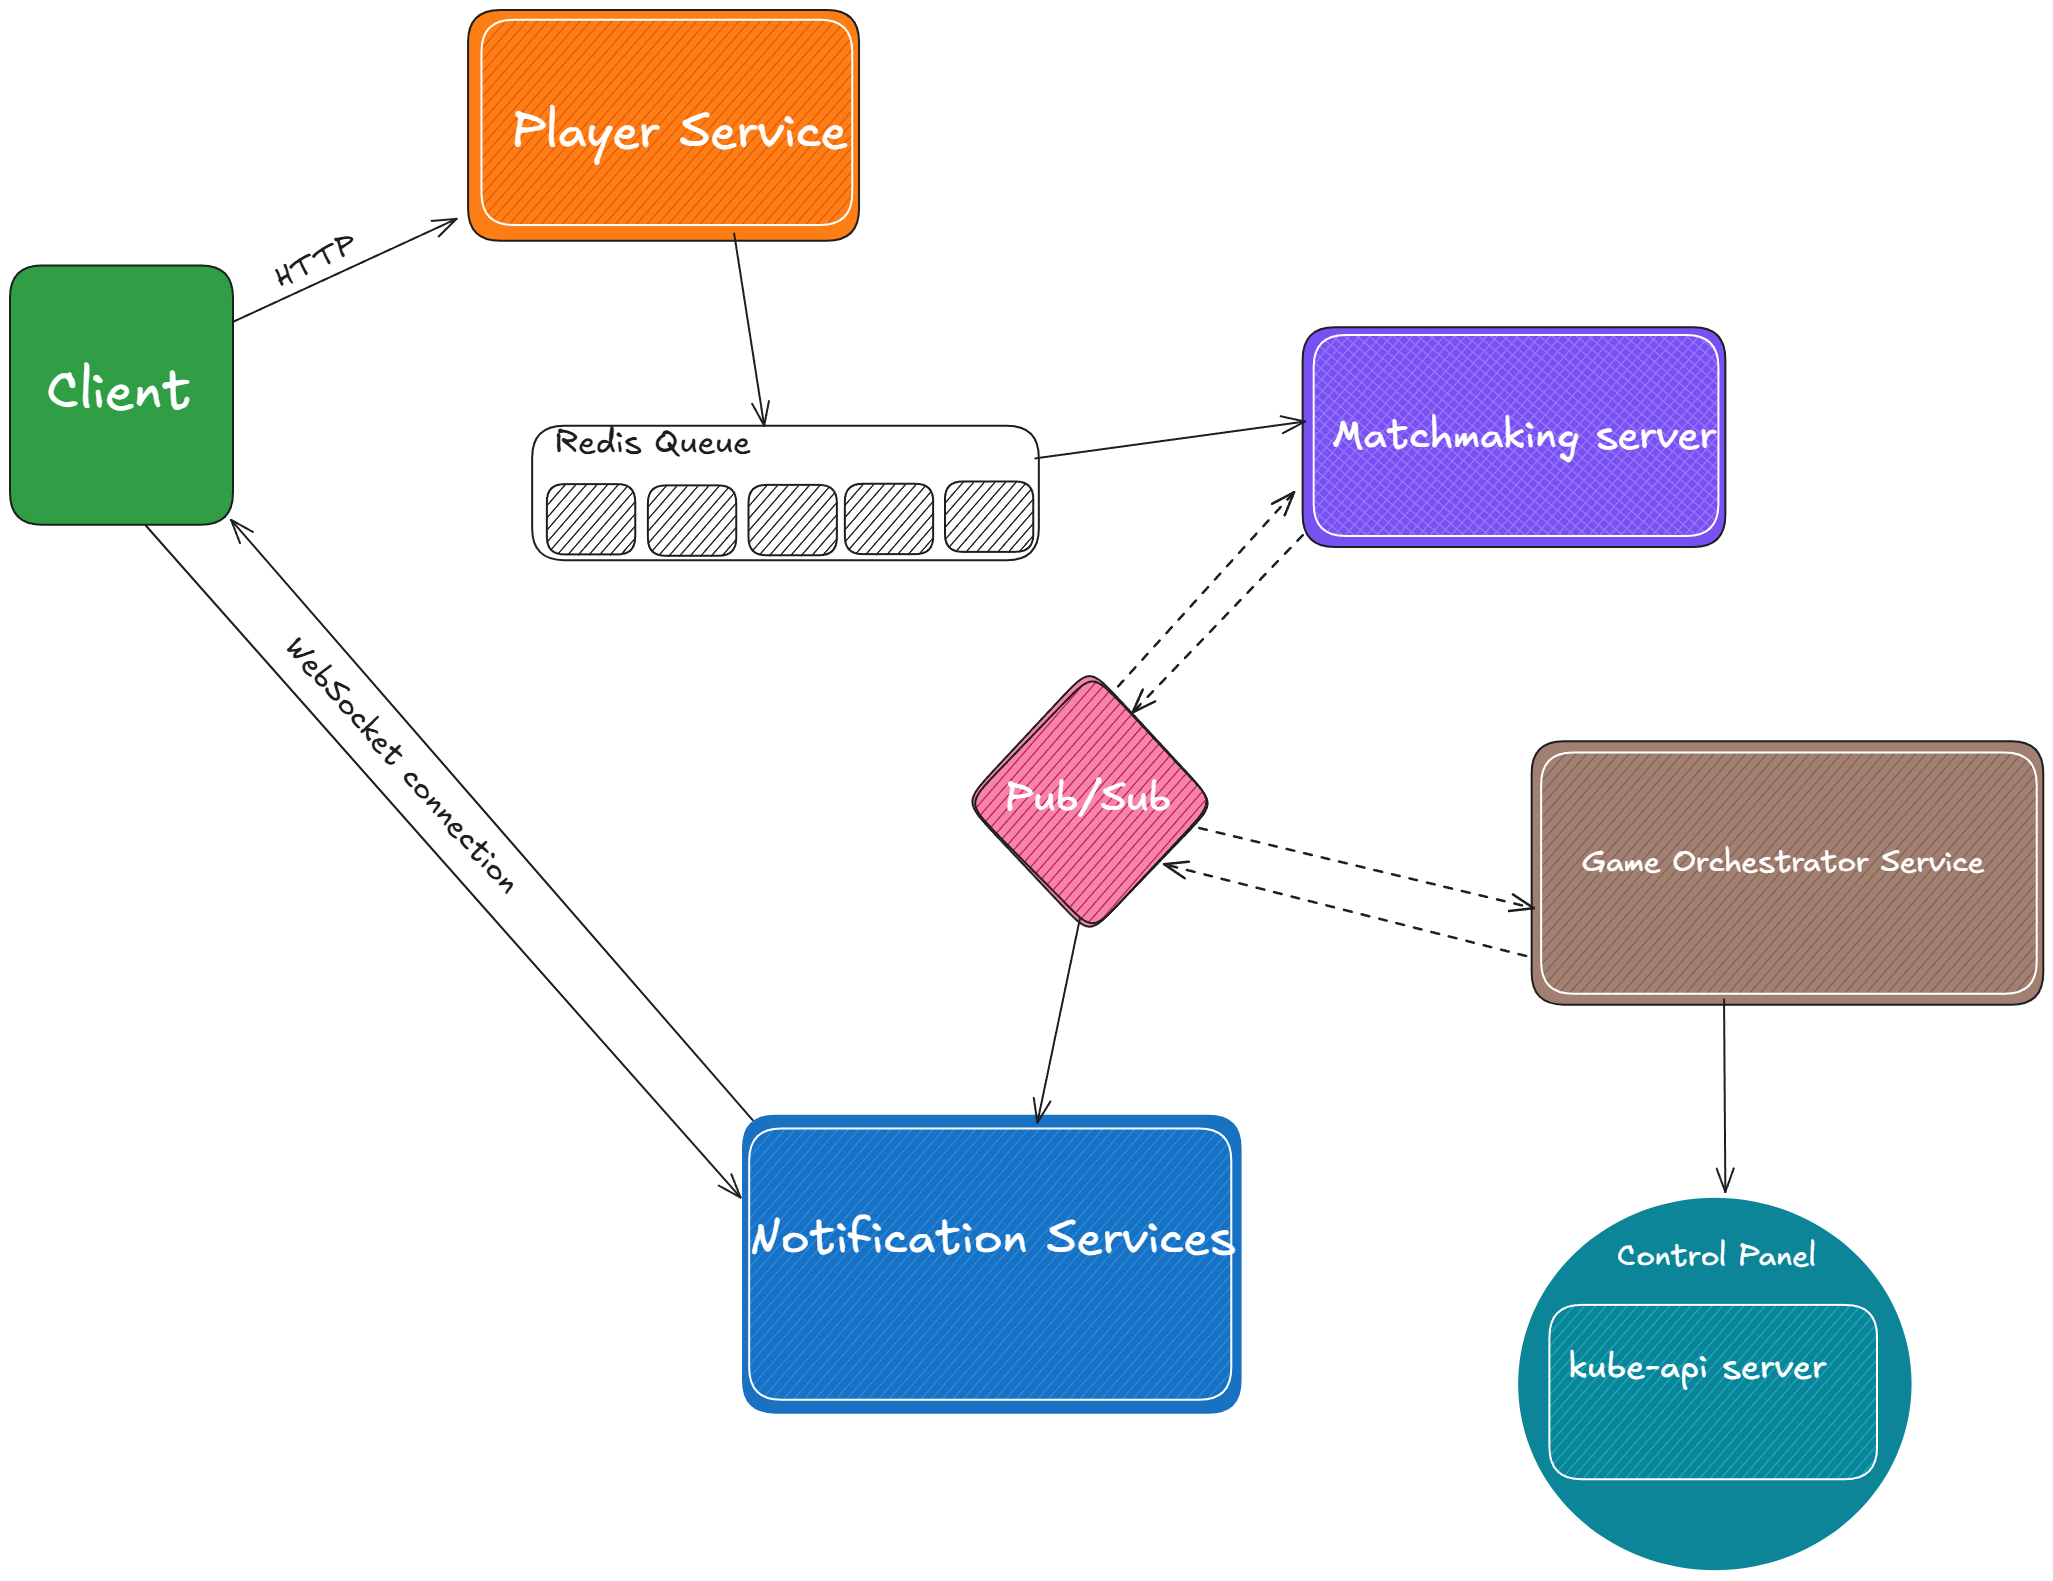 Player Service
HTTP
Client
Redis Queue
Matchmaking server
WebSocket connection
Pub/Sub
Game Orchestrator Service
Notification Services
Control Panel
kube-api server